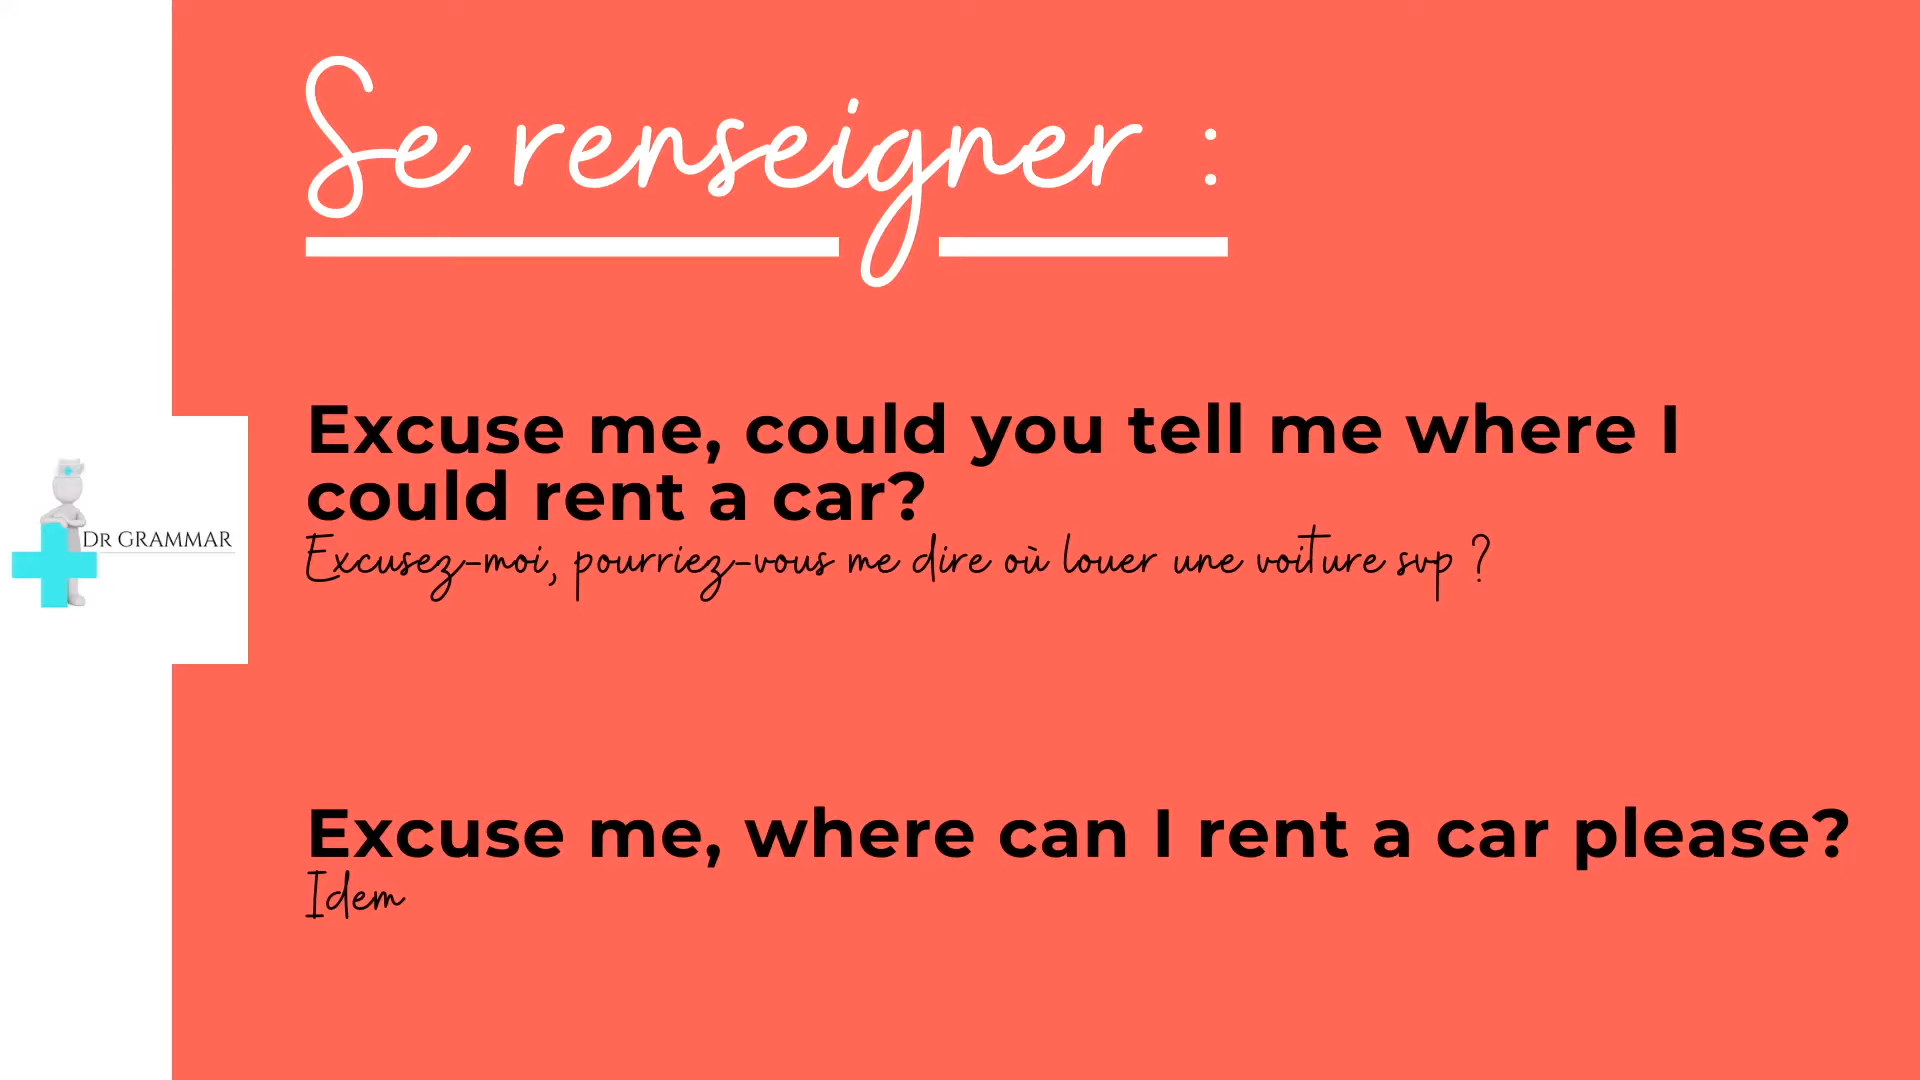 Se renseigner :
Excuse me, could you tell me where I
could rent a car?
Excusez-moi, pourriez-vous me dire où louer une voiture svp ?
DR GRAMMAR
Excuse me, where can I rent a car please?
Idem